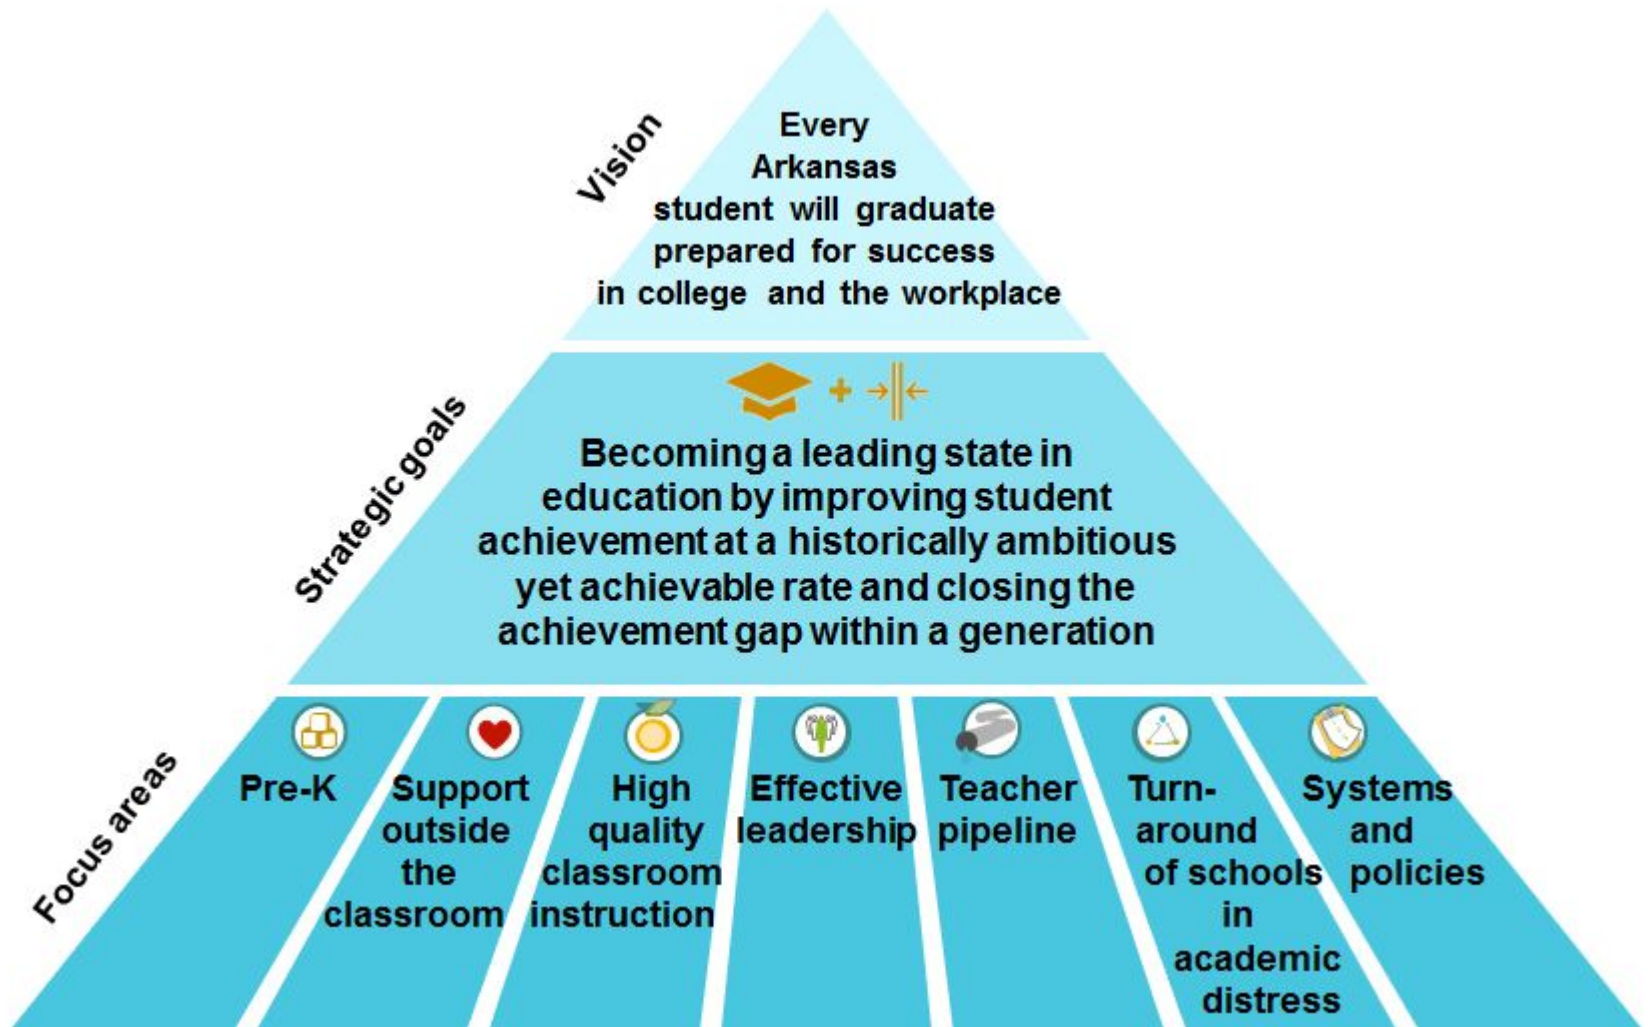 Vision
Every
Arkansas
student will graduate
prepared for success
in college and the workplace
Strategic goals
Becoming a leading state in
education by improving student
achievement at a historically ambitious
yet achievable rate and closing the
achievement gap within a generation
Focus areas
Pre-K
Support
outside
the
classroom
High
quality
classroom
instruction
Effective
leadership
Teacher
pipeline
Turn-
around
of schools
in
academic
distress
Systems
and
policies